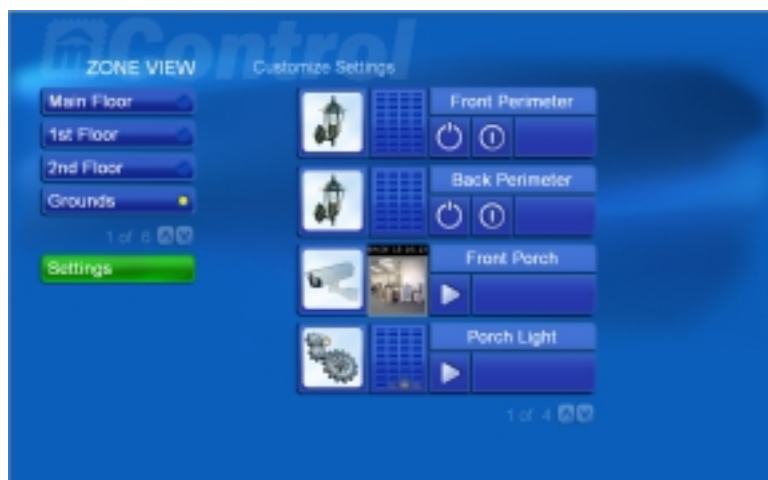 mControl
ZONE VIEW
Customize Settings
Main Floor
1st Floor
2nd Floor
Grounds
1 of 6
Settings
Front Perimeter
Back Perimeter
Front Porch
Porch Light
1 of 4